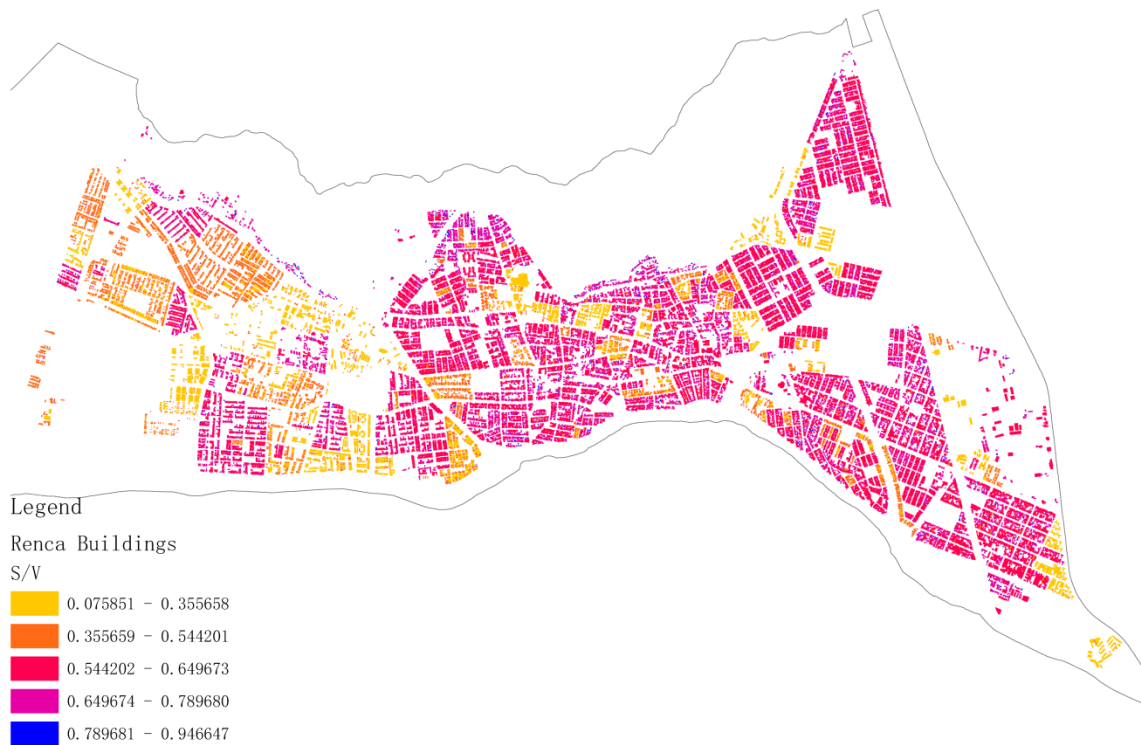 Legend
Renca Buildings
S/V
0.075851 - 0.355658
0.355659 - 0.544201
0.544202 - 0.649673
0.649674 - 0.789680
0.789681 - 0.946647